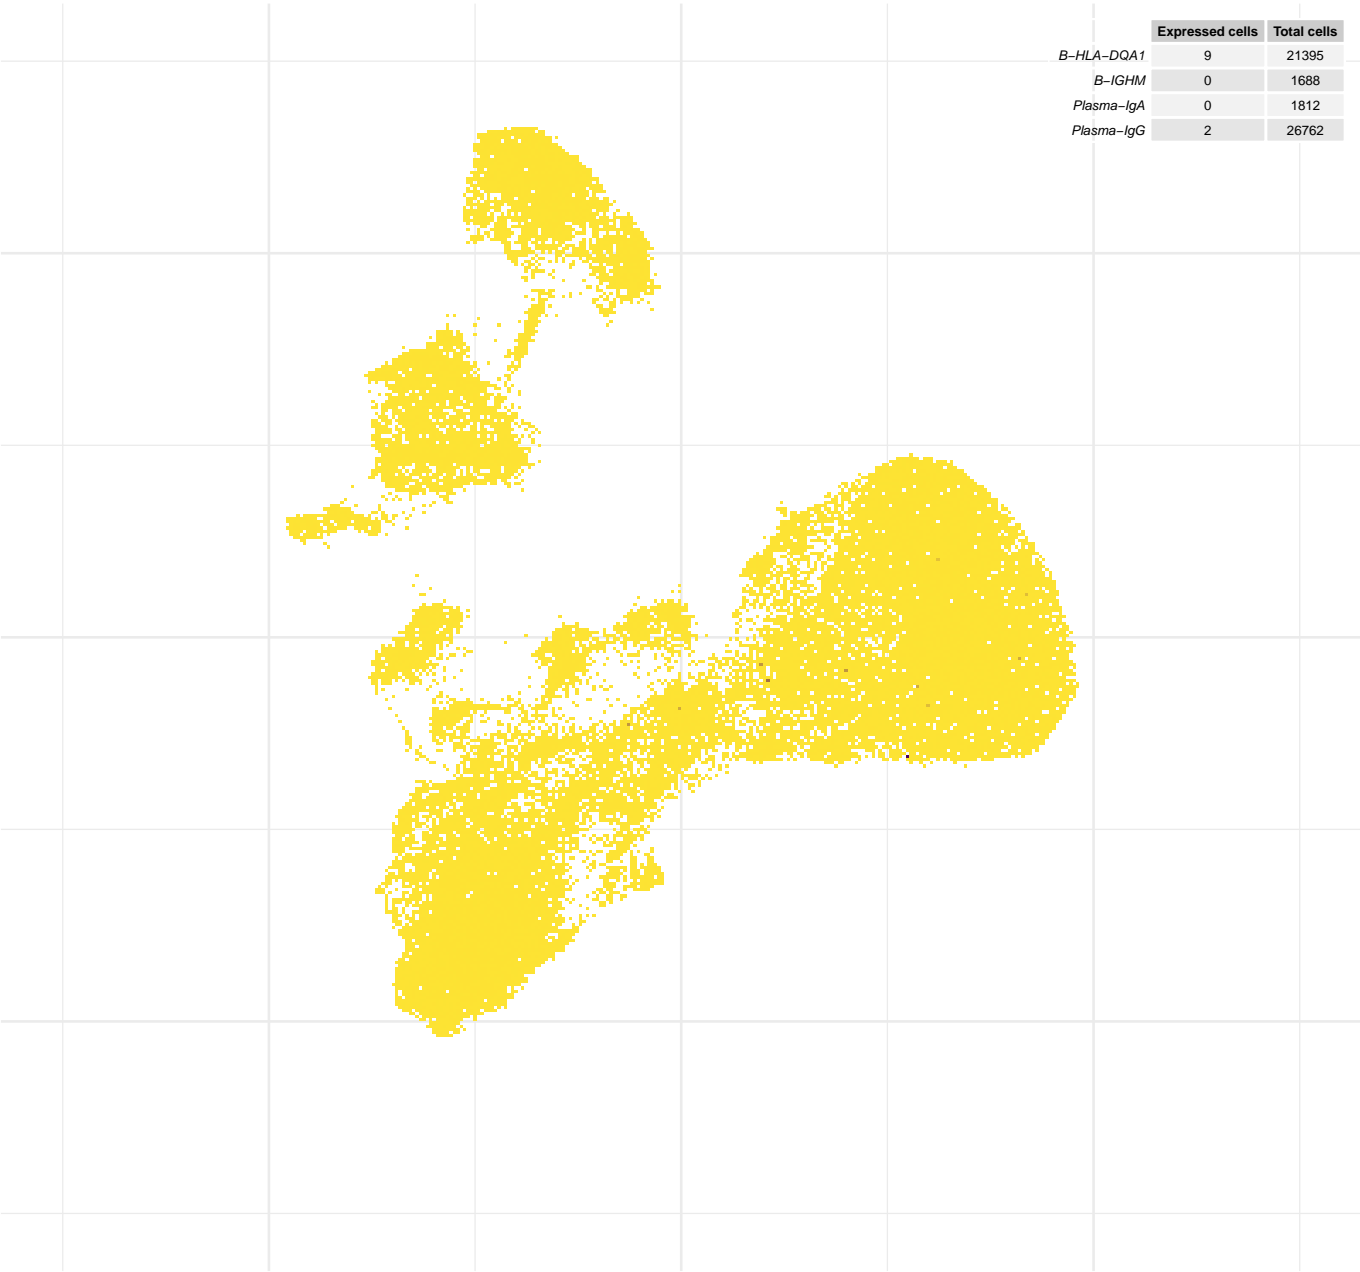 Expressed cells Total cells
B−HLA−DQA1 9 21395
B−IGHM 0 1688
Plasma−IgA 0 1812
Plasma−IgG 2 26762